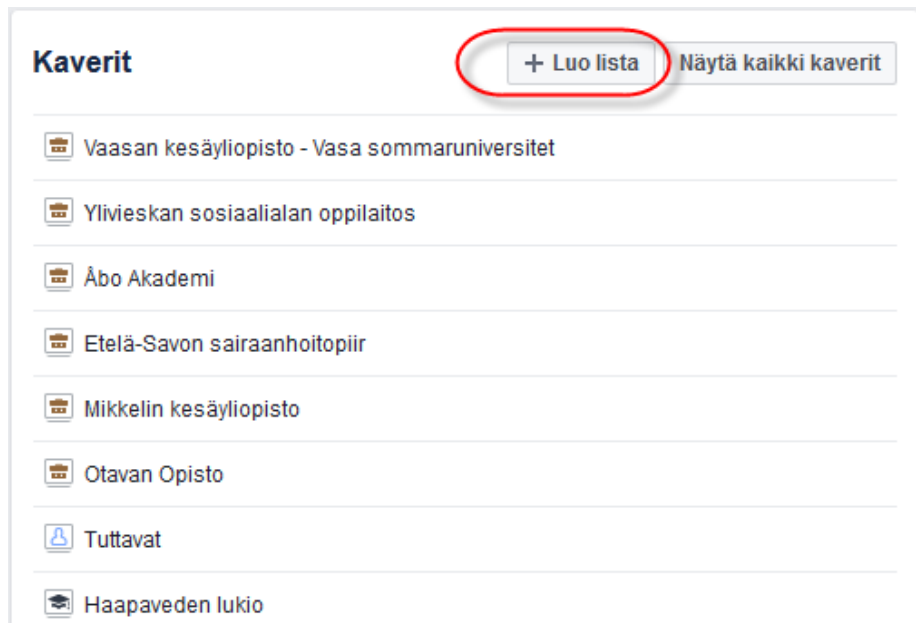 Kaverit
+ Luo lista
Näytä kaikki kaverit
Vaasan kesäyliopisto - Vasa sommaruniversitet
Ylivieskan sosiaalialan oppilaitos
Åbo Akademi
Etelä-Savon sairaanhoitopiir
Mikkelin kesäyliopisto
Otavan Opisto
Tuttavat
Haapaveden lukio